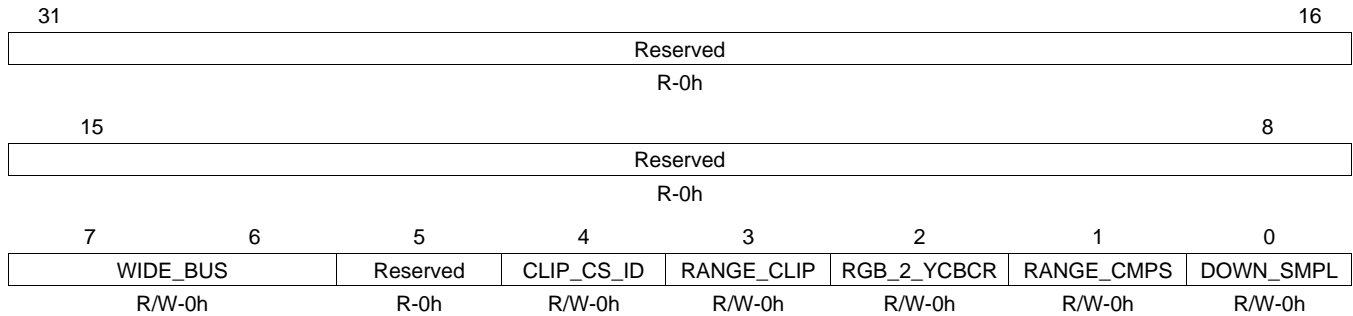 31 16
Reserved
R-0h
15 8
Reserved
R-0h
7 6 5 4 3 2 1 0
WIDE_BUS Reserved CLIP_CS_ID RANGE_CLIP RGB_2_YCBCR RANGE_CMPS DOWN_SMPL
R/W-0h R-0h R/W-0h R/W-0h R/W-0h R/W-0h R/W-0h